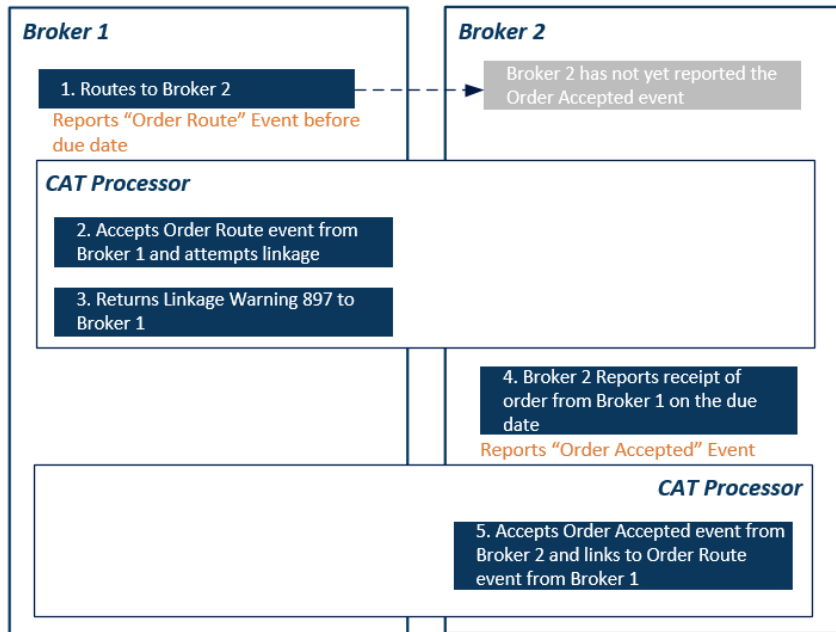 Broker 1
Broker 2
1. Routes to Broker 2
Broker 2 has not yet reported the
Order Accepted event
Reports “Order Route” Event before
due date
CAT Processor
2. Accepts Order Route event from
Broker 1 and attempts linkage
3. Returns Linkage Warning 897 to
Broker 1
4. Broker 2 Reports receipt of
order from Broker 1 on the due
date
Reports “Order Accepted” Event
CAT Processor
5. Accepts Order Accepted event from
Broker 2 and links to Order Route
event from Broker 1